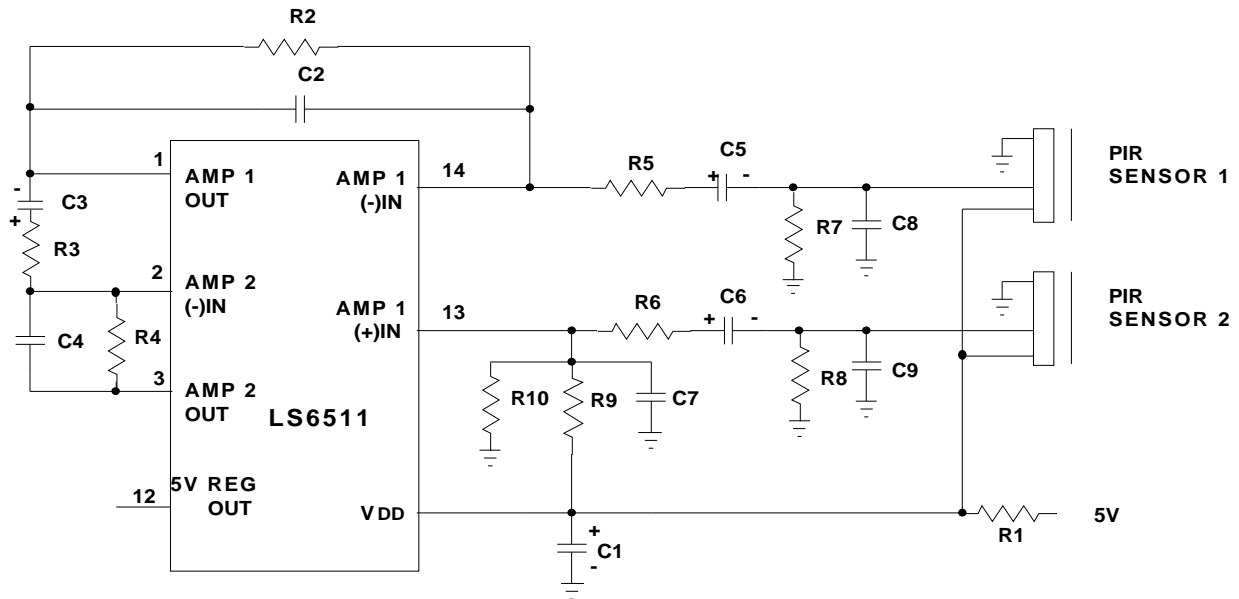 R2
C2
1
AMP 1
OUT
AMP 1
(-)IN
14
R5
C5
+
-
R7
C8
PIR
SENSOR 1
-
C3
+
R3
2
AMP 2
(-)IN
AMP 1
(+)IN
13
R6
C6
+
-
R8
C9
PIR
SENSOR 2
C4
R4
3
AMP 2
OUT
LS6511
R10
R9
C7
12
5V REG
OUT
VDD
+
C1
-
R1
5V